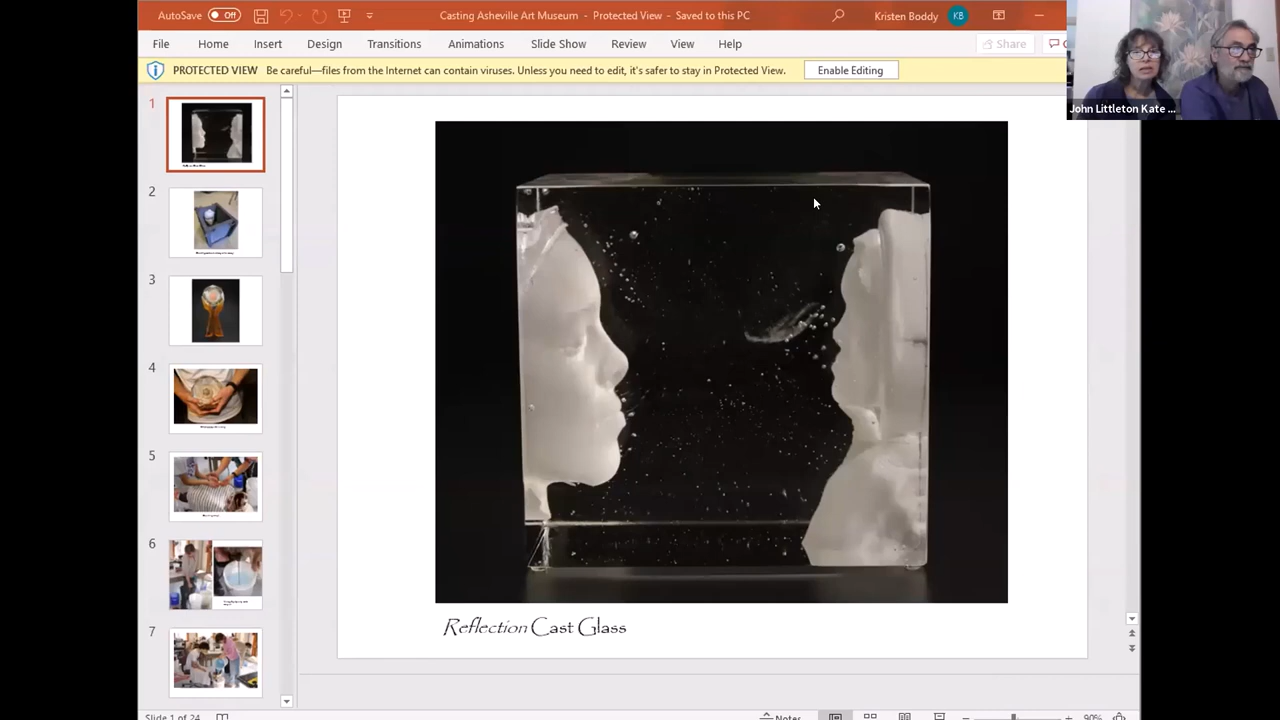 AutoSave Off
Casting Asheville Art Museum - Protected View - Saved to this PC
Kristen Boddy KB
File Home Insert Design Transitions Animations Slide Show Review View Help Share
PROTECTED VIEW Be careful—files from the Internet can contain viruses. Unless you need to edit, it's safer to stay in Protected View. Enable Editing
John Littleton Kate ...
1
2
3
4
5
6
7
Reflection Cast Glass
Slide 1 of 24
Notes
90%